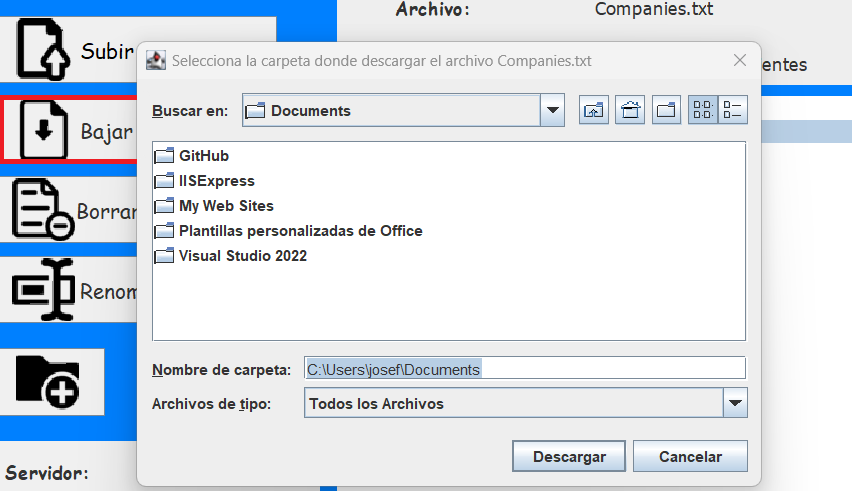 Archivo: Companies.txt
Subir
Selecciona la carpeta donde descargar el archivo Companies.txt
entes
Buscar en: Documents
Bajar
GitHub
IISExpress
My Web Sites
Plantillas personalizadas de Office
Visual Studio 2022
Borrar
Renom
Nombre de carpeta: C:\Users\josef\Documents
Archivos de tipo: Todos los Archivos
Descargar Cancelar
Servidor: